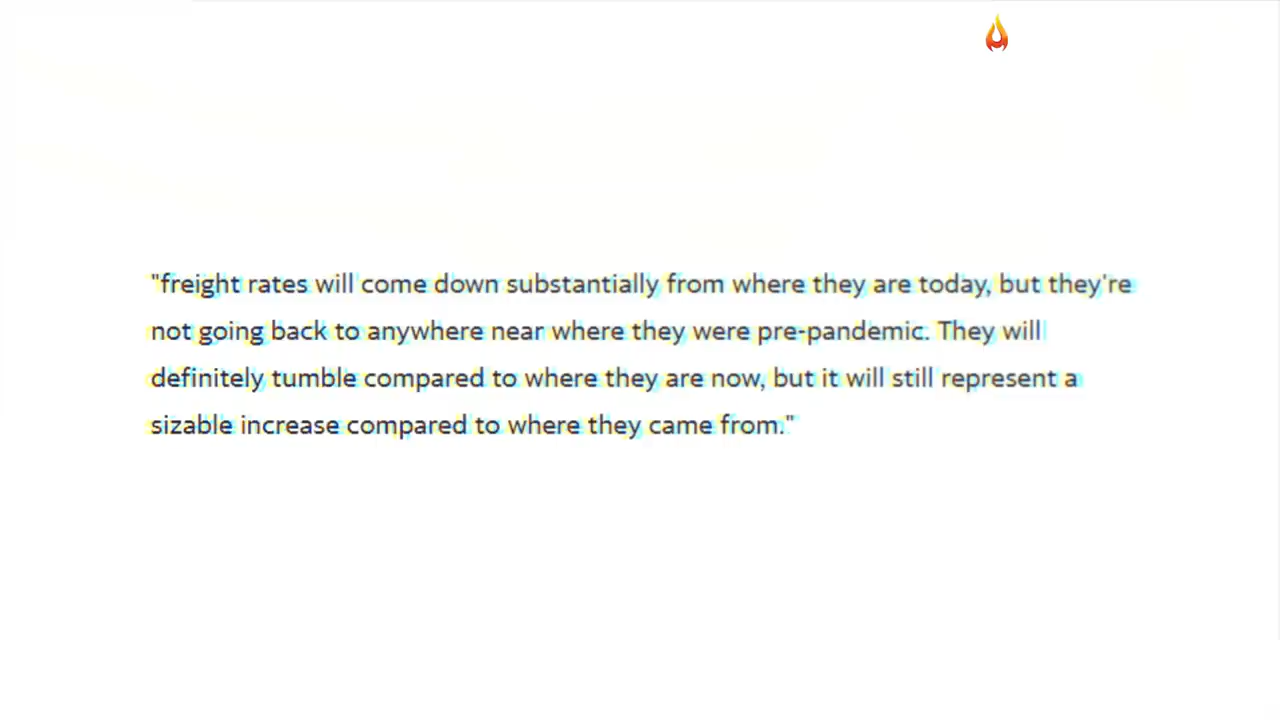 "freight rates will come down substantially from where they are today, but they're
not going back to anywhere near where they were pre-pandemic. They will
definitely tumble compared to where they are now, but it will still represent a
sizable increase compared to where they came from."